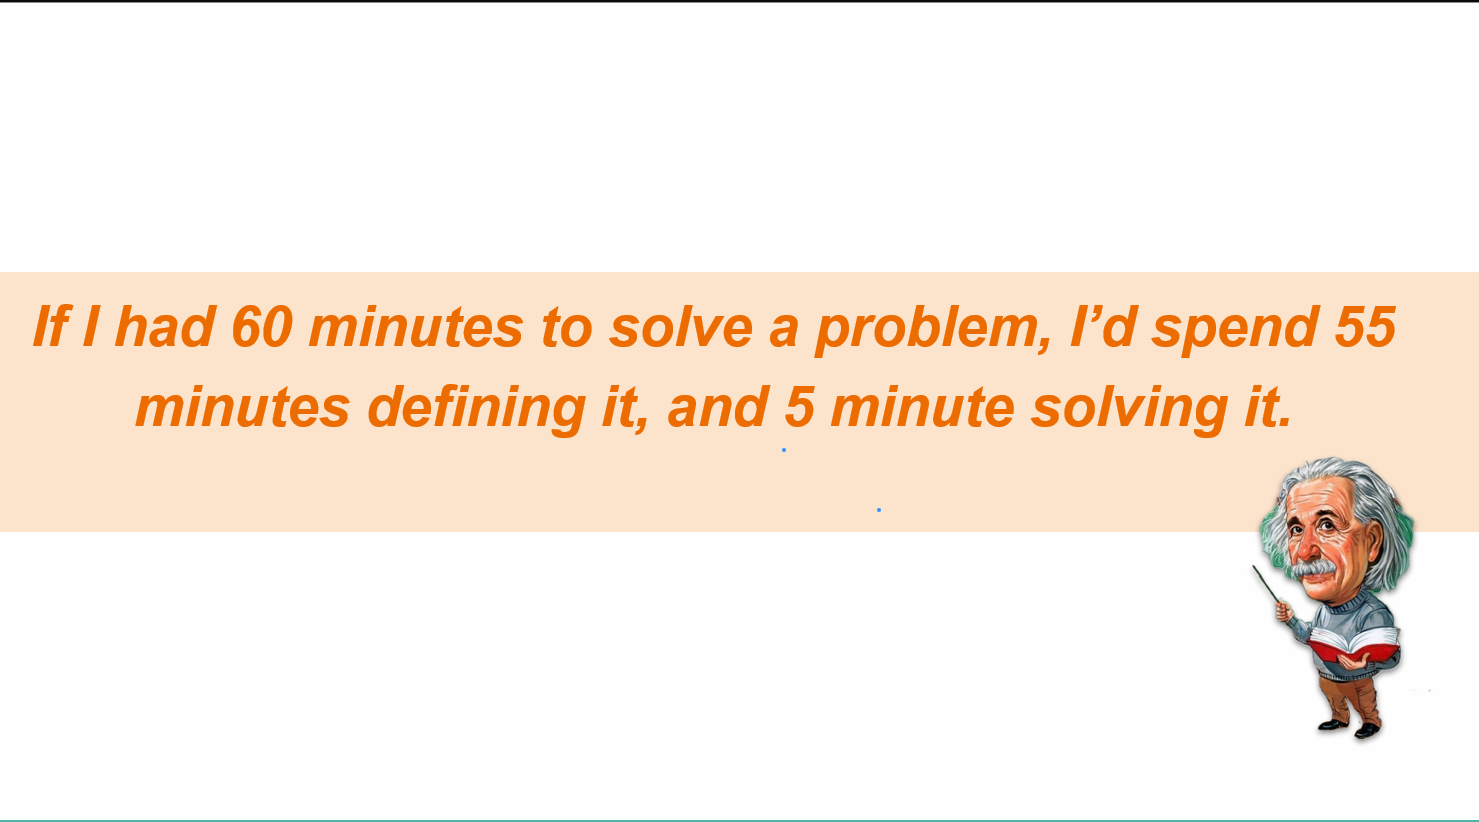 If I had 60 minutes to solve a problem, I’d spend 55
minutes defining it, and 5 minute solving it.